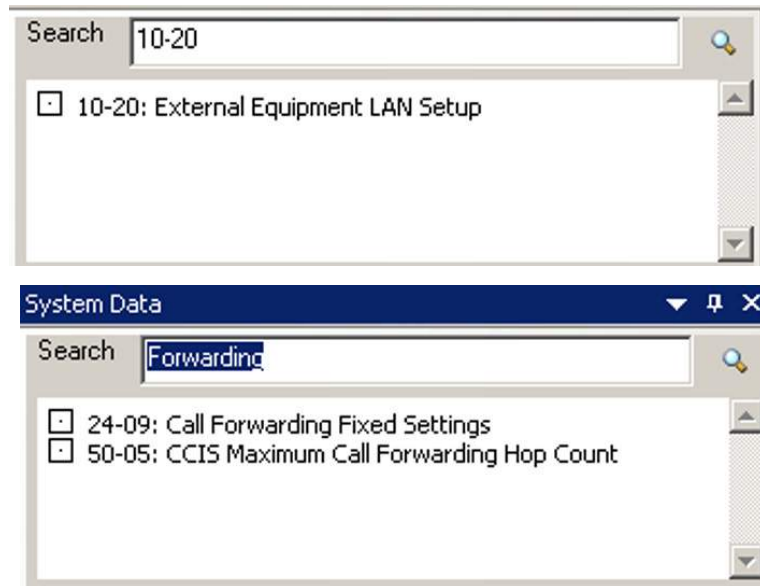 Search 10-20
10-20: External Equipment LAN Setup
System Data
Search Forwarding
24-09: Call Forwarding Fixed Settings
50-05: CCIS Maximum Call Forwarding Hop Count